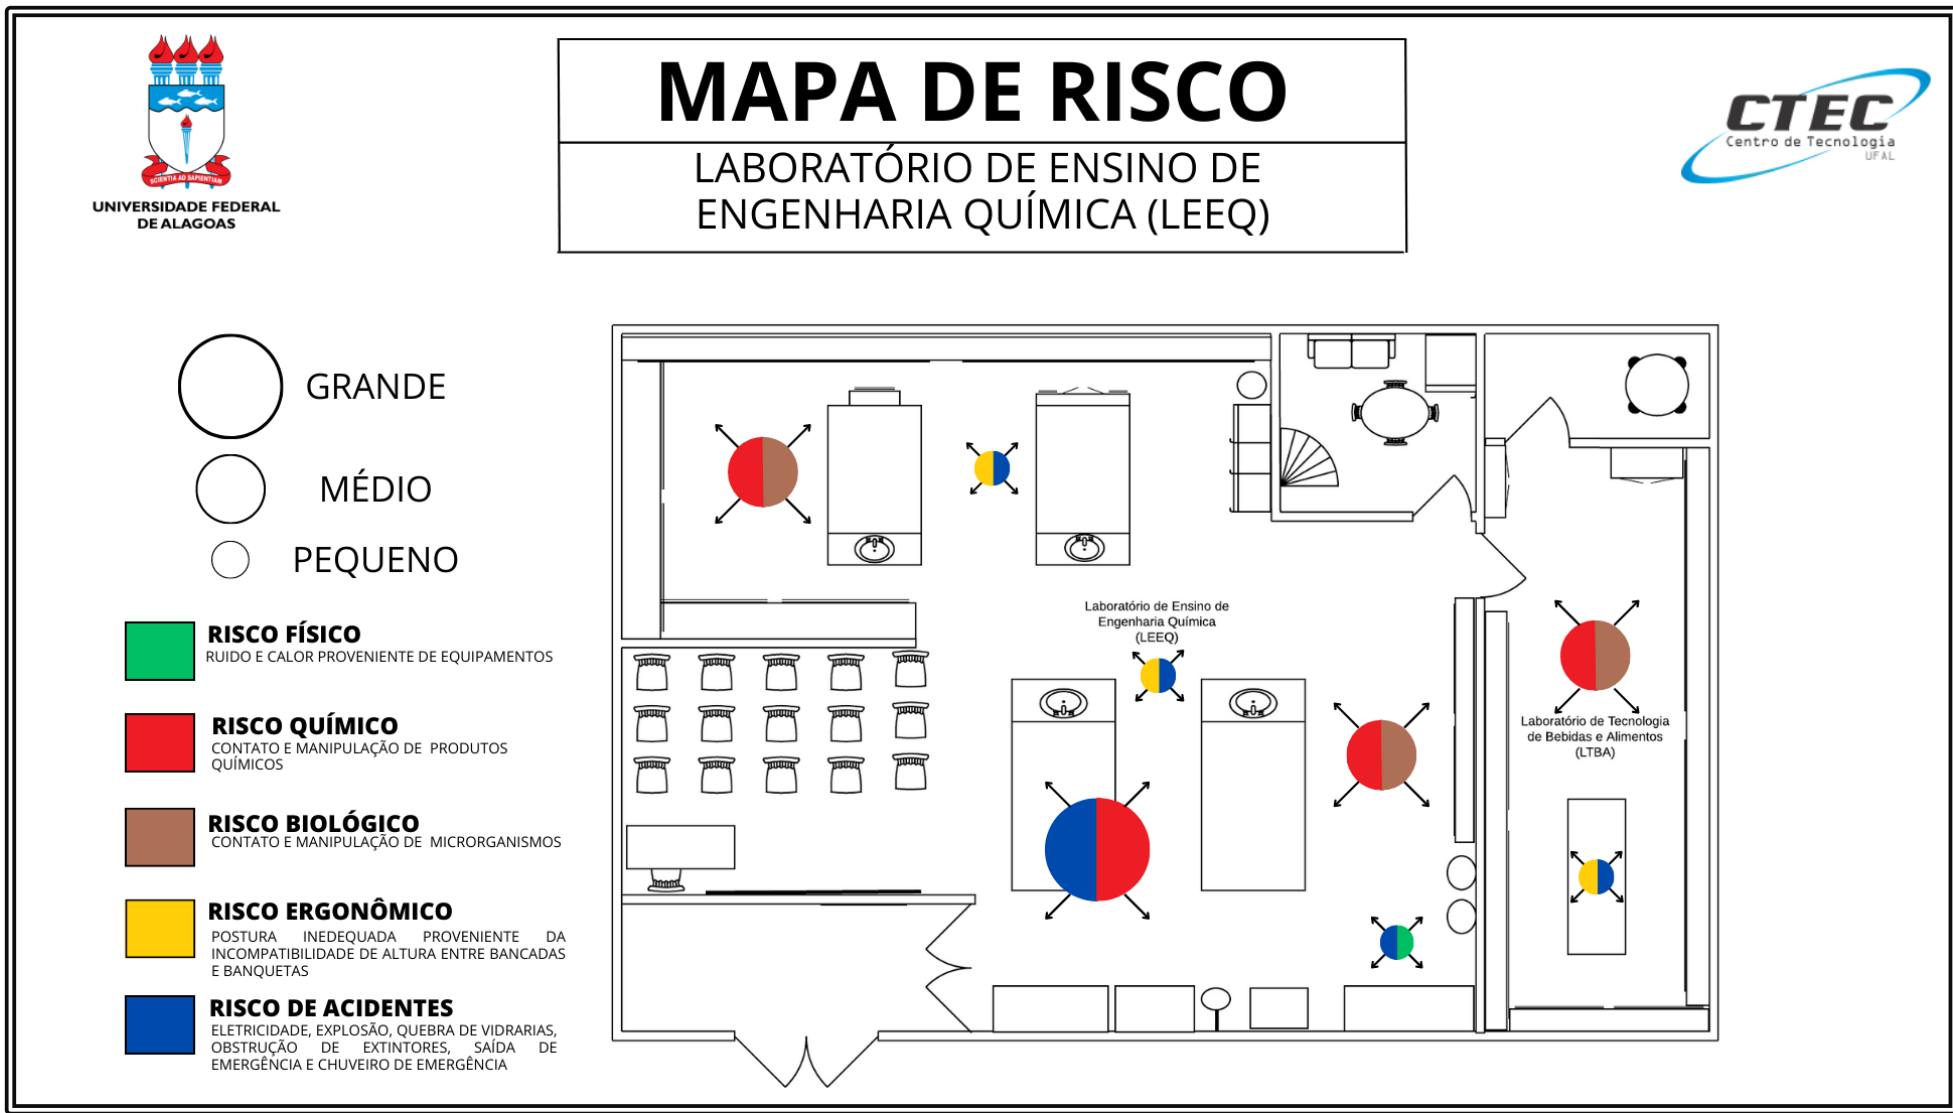 SCIENTIA AD SAPIENTIAM
UNIVERSIDADE FEDERAL
DE ALAGOAS
MAPA DE RISCO
LABORATÓRIO DE ENSINO DE
ENGENHARIA QUÍMICA (LEEQ)
CTEC
Centro de Tecnologia
UFAL
GRANDE
MÉDIO
PEQUENO
RISCO FÍSICO
RUIDO E CALOR PROVENIENTE DE EQUIPAMENTOS
RISCO QUÍMICO
CONTATO E MANIPULAÇÃO DE PRODUTOS
QUÍMICOS
RISCO BIOLÓGICO
CONTATO E MANIPULAÇÃO DE MICRORGANISMOS
RISCO ERGONÔMICO
POSTURA INEDEQUADA PROVENIENTE DA
INCOMPATIBILIDADE DE ALTURA ENTRE BANCADAS
E BANQUETAS
RISCO DE ACIDENTES
ELETRICIDADE, EXPLOSÃO, QUEBRA DE VIDRARIAS,
OBSTRUÇÃO DE EXTINTORES, SAÍDA DE
EMERGÊNCIA E CHUVEIRO DE EMERGÊNCIA
Laboratório de Ensino de
Engenharia Química
(LEEQ)
Laboratório de Tecnologia
de Bebidas e Alimentos
(LTBA)